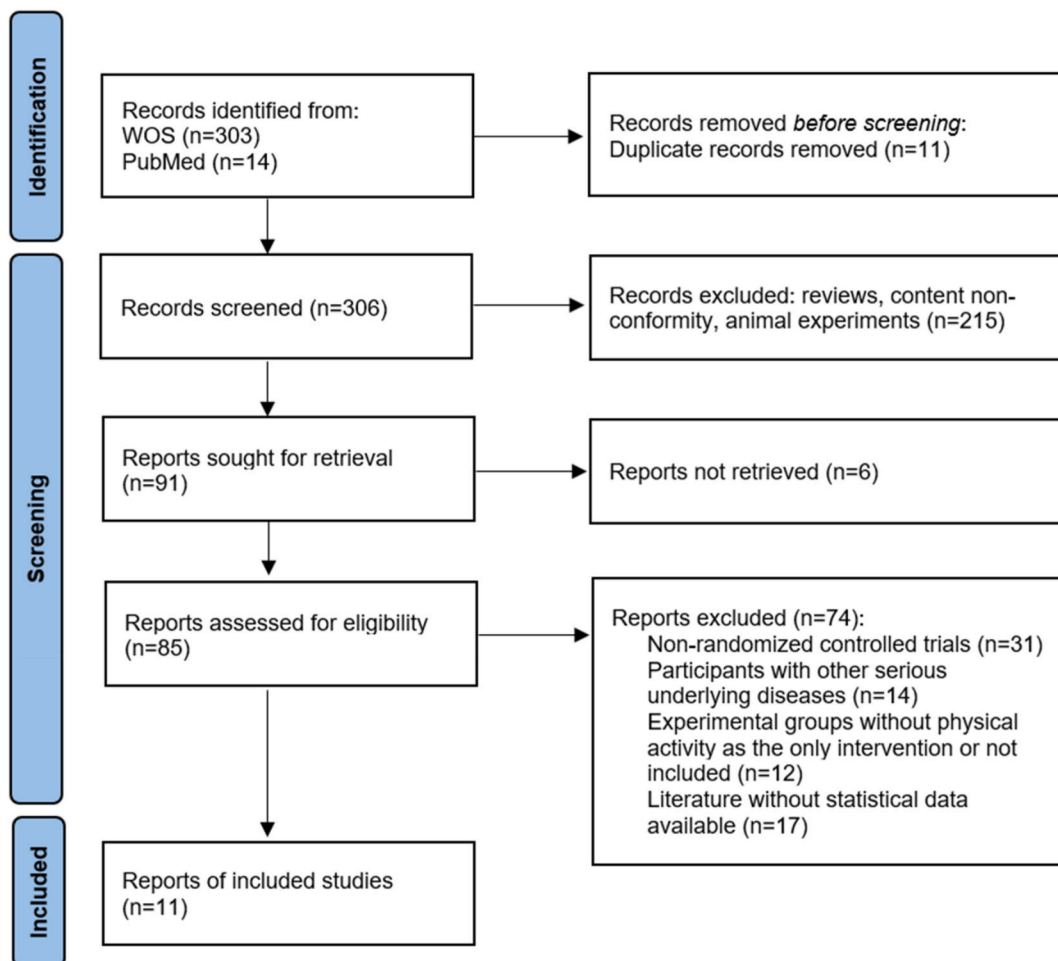 Identification
Records identified from:
WOS (n=303)
PubMed (n=14)
Records removed before screening:
Duplicate records removed (n=11)
Screening
Records screened (n=306)
Records excluded: reviews, content non-
conformity, animal experiments (n=215)
Reports sought for retrieval
(n=91)
Reports not retrieved (n=6)
Reports assessed for eligibility
(n=85)
Reports excluded (n=74):
Non-randomized controlled trials (n=31)
Participants with other serious
underlying diseases (n=14)
Experimental groups without physical
activity as the only intervention or not
included (n=12)
Literature without statistical data
available (n=17)
Included
Reports of included studies
(n=11)